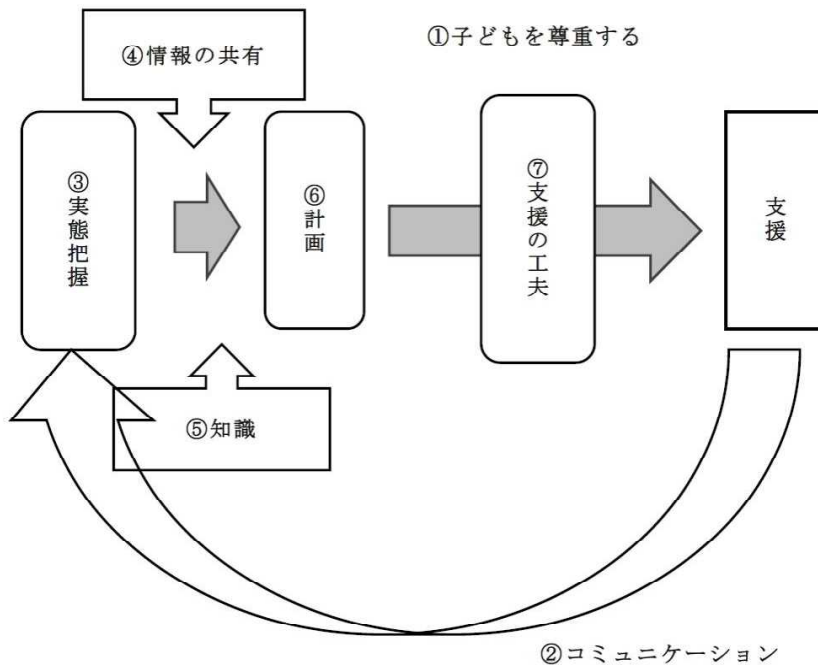 ①子どもを尊重する
④情報の共有
③実態把握
⑥計画
⑦支援の工夫
支援
⑤知識
②コミュニケーション